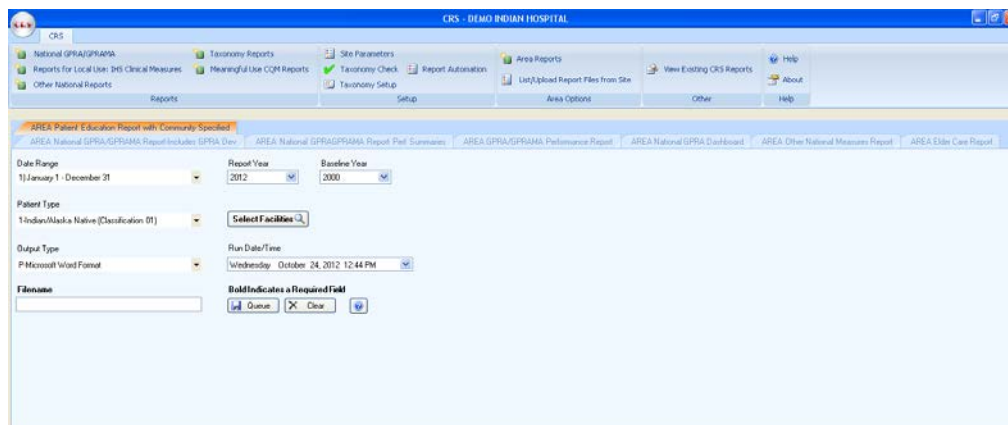 CRS - DEMO INDIAN HOSPITAL
CRS
National GPRA/GPRAMA
Reports for Local Use: IHS Clinical Measures
Other National Reports
Taxonomy Reports
Meaningful Use CQM Reports
Reports
Site Parameters
Taxonomy Check
Report Automation
Taxonomy Setup
Setup
Area Reports
List/Upload Report Files from Site
Area Options
View Existing CRS Reports
Other
Help
About
Help
AREA Patient Education Report with Community Specified
AREA National GPRA/GPRAMA Report Includes GPRA Dev
AREA National GPRAGPRAMA Report Perf Summaries
AREA GPRA/GPRAMA Performance Report
AREA National GPRA Dashboard
AREA Other National Measures Report
AREA Elder Care Report
Date Range
Report Year
Baseline Year
1) January 1 - December 31
2012
2000
Patient Type
1-Indian/Alaska Native (Classification 01)
Select Facilities
Output Type
Run Date/Time
P-Microsoft Word Format
Wednesday October 24, 2012 12:44 PM
Filename
Bold Indicates a Required Field
Queue
Clear